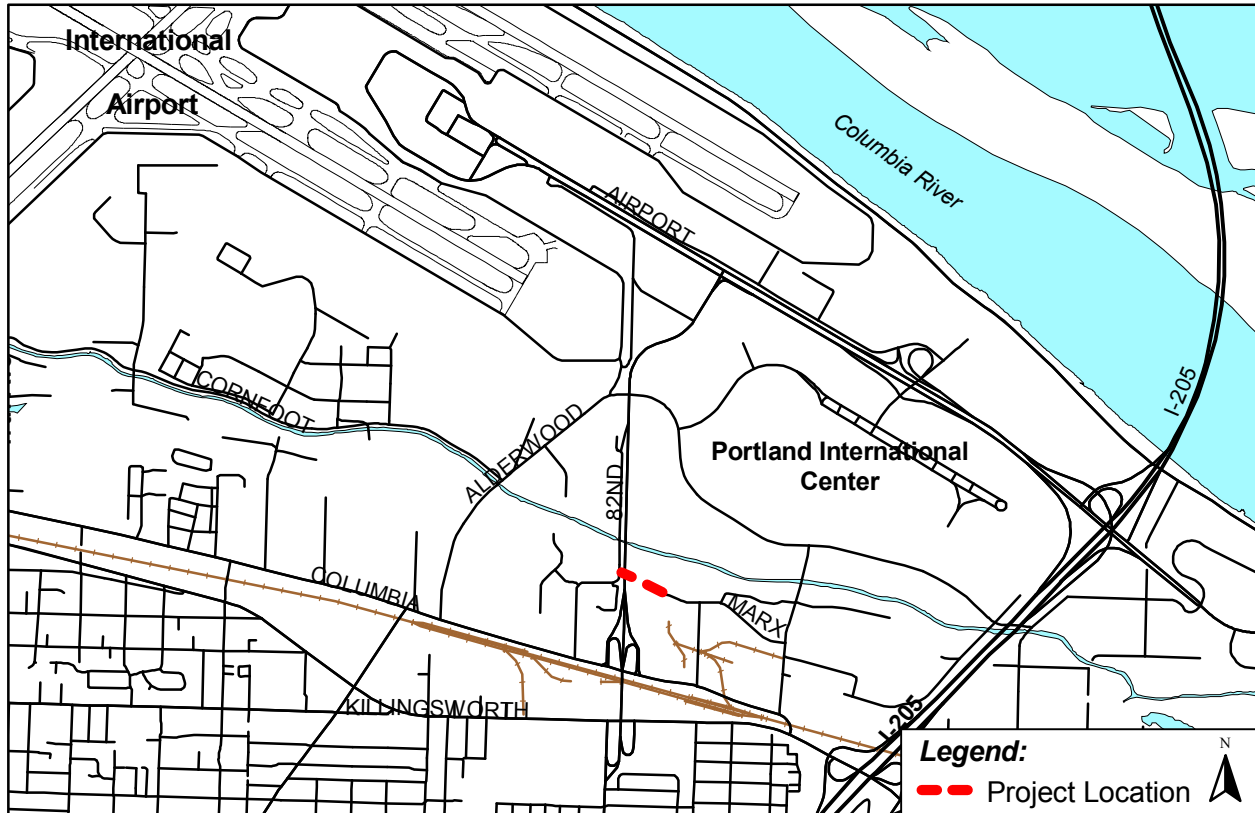 International
Airport
Columbia River
AIRPORT
I-205
CORNFOOT
ALDERWOOD
Portland International
Center
82ND
COLUMBIA
MARX
KILLINGSWORTH
I-205
Legend:
N
Project Location